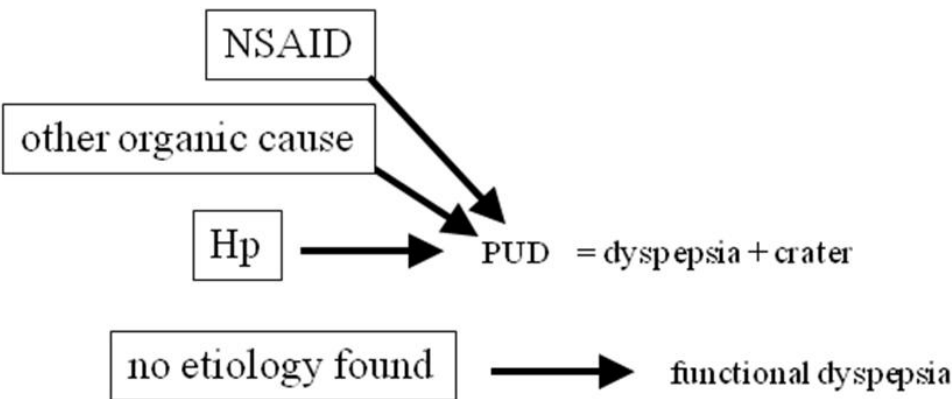 NSAID
other organic cause
Hp
PUD = dyspepsia + crater
no etiology found
functional dyspepsia